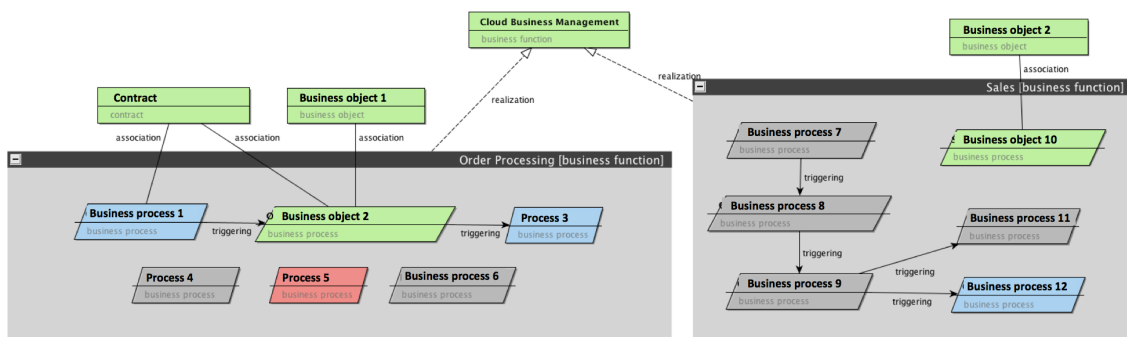 Cloud Business Management
business function
Business object 2
business object
realization
realization
association
Contract
contract
Business object 1
business object
association
association
association
Order Processing [business function]
Business process 1
business process
triggering
Business object 2
business process
triggering
Process 3
business process
Process 4
business process
Process 5
business process
Business process 6
business process
Sales [business function]
Business process 7
business process
Business object 10
business process
triggering
Business process 8
business process
triggering
Business process 11
business process
triggering
Business process 9
business process
triggering
Business process 12
business process